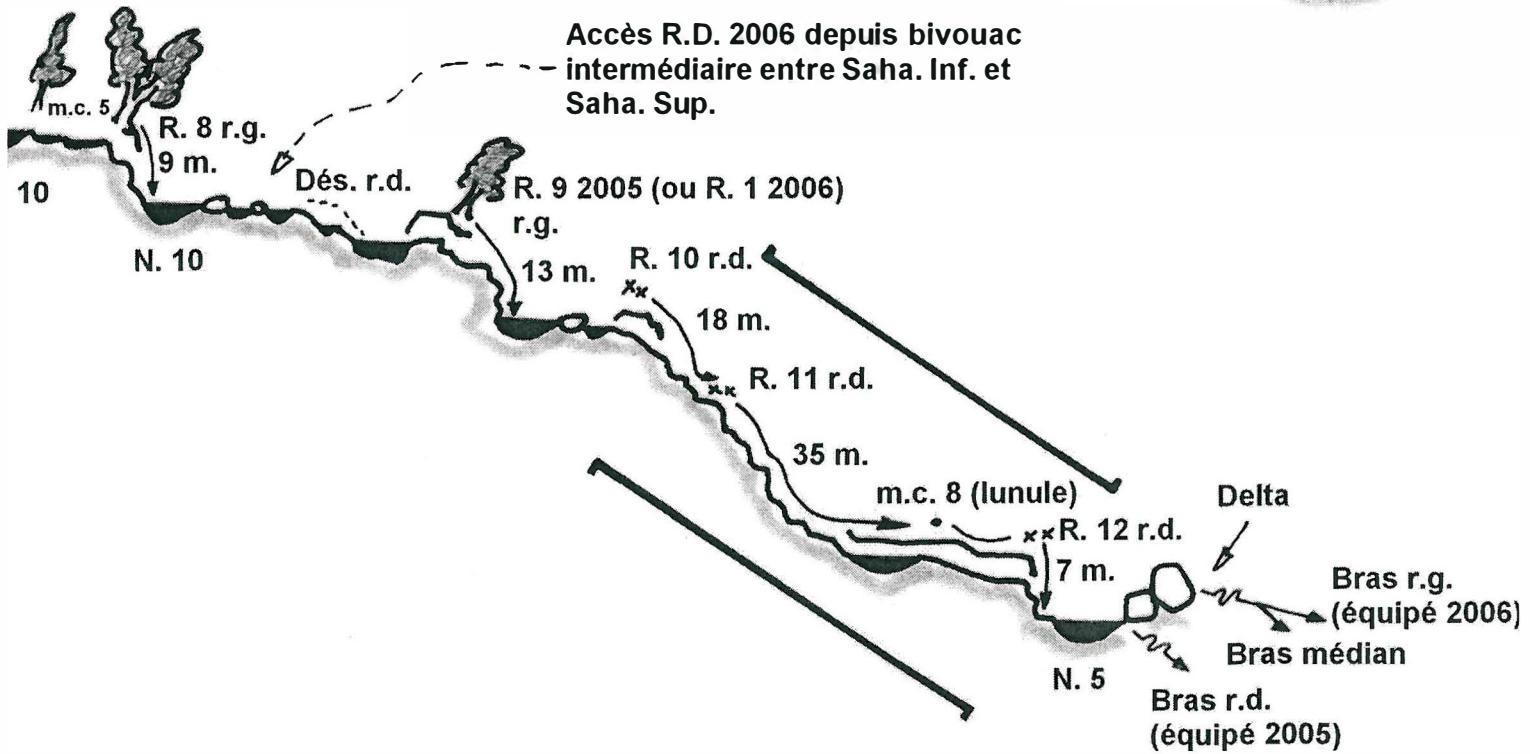 Accès R.D. 2006 depuis bivouac
intermédiaire entre Saha. Inf. et
Saha. Sup.
m.c. 5
R. 8 r.g.
9 m.
10
Dés. r.d.
N. 10
R. 9 2005 (ou R. 1 2006)
r.g.
13 m.
R. 10 r.d.
18 m.
R. 11 r.d.
35 m.
m.c. 8 (lunule)
R. 12 r.d.
7 m.
Delta
N. 5
Bras r.g.
(équipé 2006)
Bras médian
Bras r.d.
(équipé 2005)